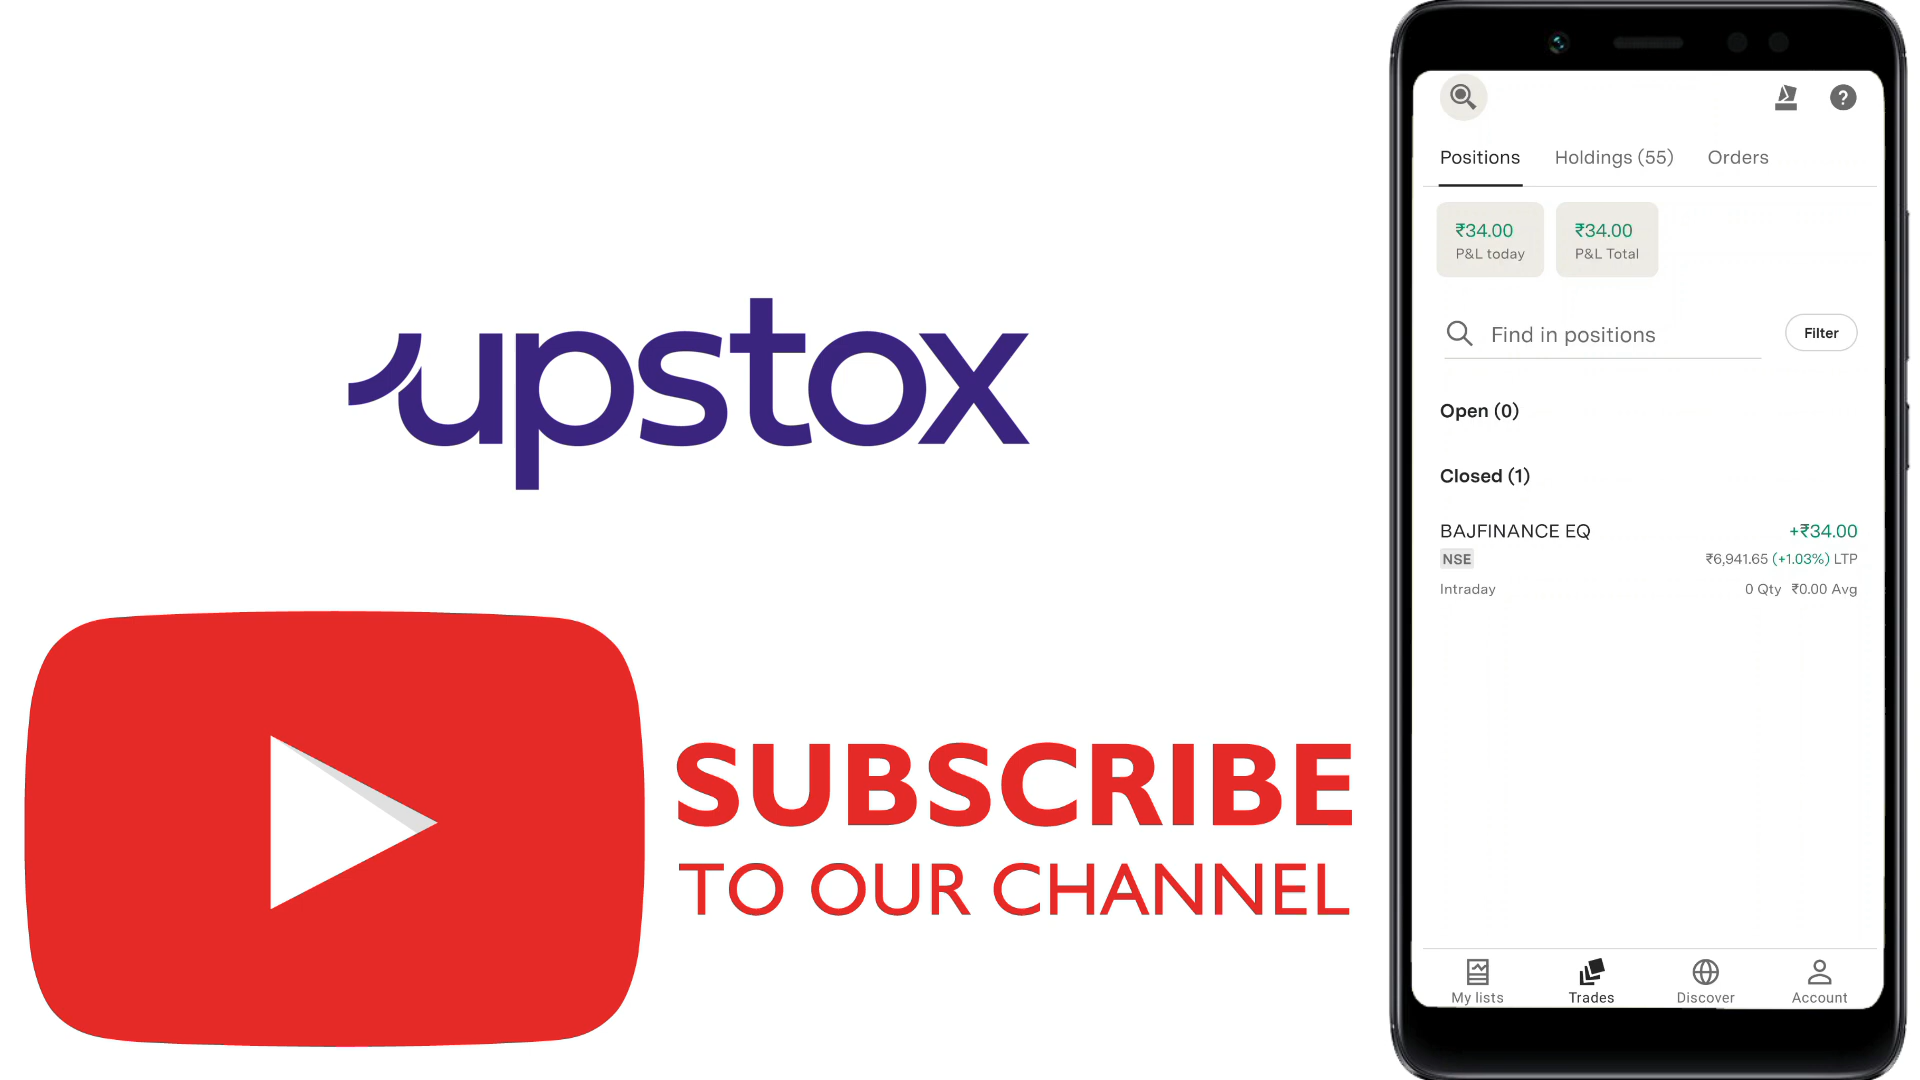 upstox
SUBSCRIBE
TO OUR CHANNEL
Positions Holdings (55) Orders
₹34.00 ₹34.00
P&L today P&L Total
Find in positions Filter
Open (0)
Closed (1)
BAJFINANCE EQ +₹34.00
NSE ₹6,941.65 (+1.03%) LTP
Intraday 0 Qty ₹0.00 Avg
My lists Trades Discover Account